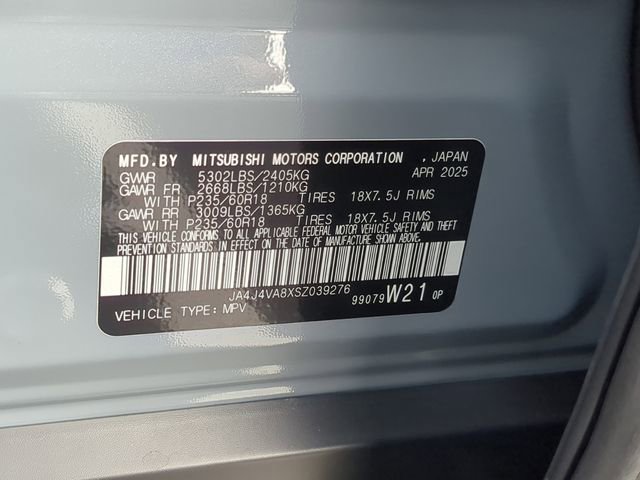 MFD.BY MITSUBISHI MOTORS CORPORATION , JAPAN
GVWR 5302LBS/2405KG APR 2025
GAWR FR 2668LBS/1210KG
WITH P235/60R18 TIRES 18X7.5J RIMS
GAWR RR 3009LBS/1365KG
WITH P235/60R18 TIRES 18X7.5J RIMS
THIS VEHICLE CONFORMS TO ALL APPLICABLE FEDERAL MOTOR VEHICLE SAFETY AND THEFT
PREVENTION STANDARDS IN EFFECT ON THE DATE OF MANUFACTURE SHOWN ABOVE.
JA4J4VA8XSZ039276
VEHICLE TYPE: MPV 99079 W21 0P